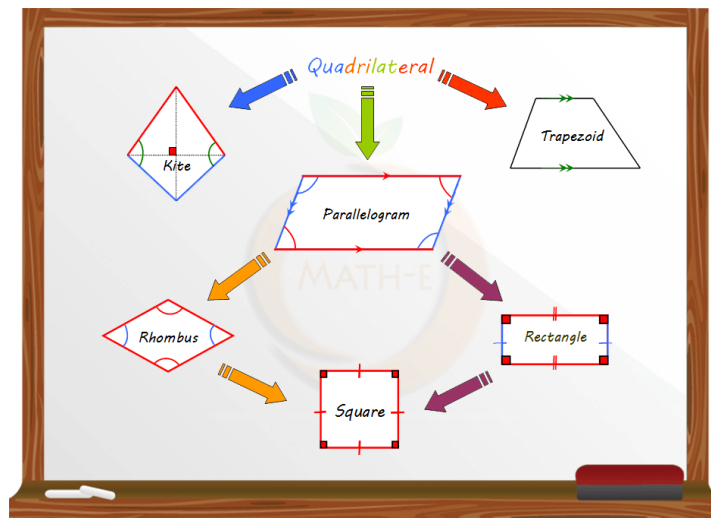 Quadrilateral
Kite
Trapezoid
Parallelogram
MATH-E
Rhombus
Rectangle
Square